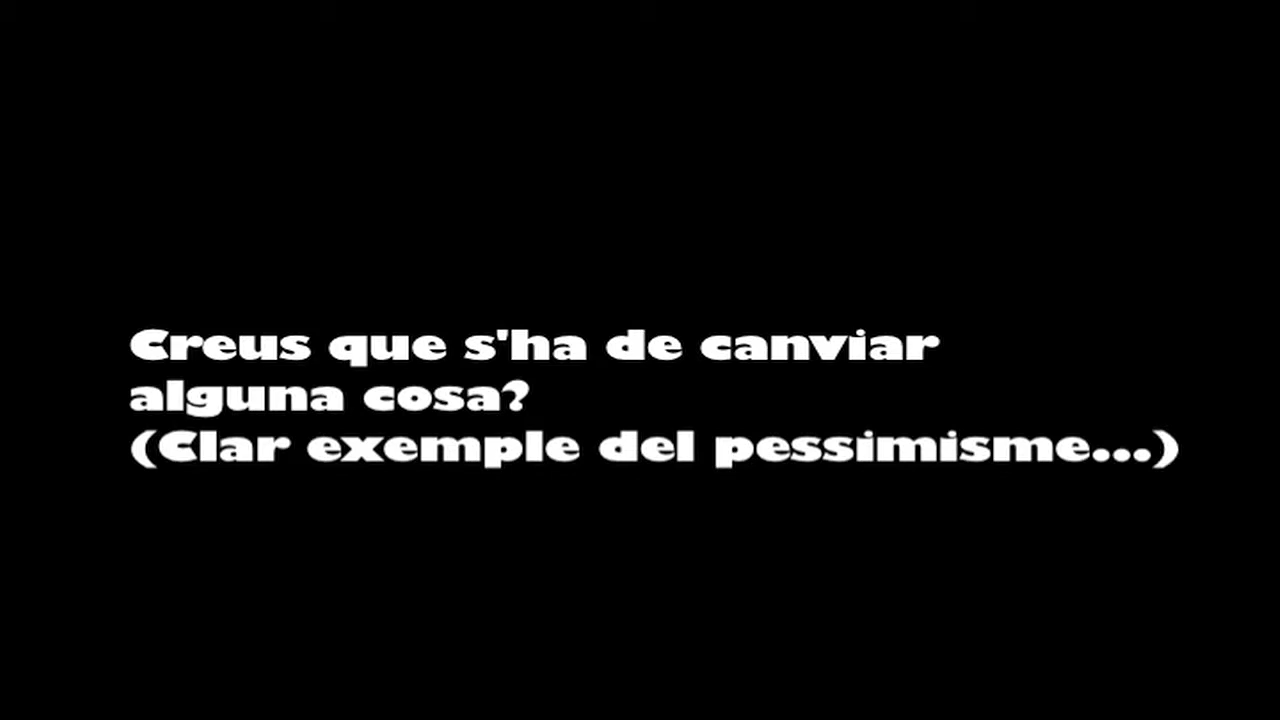 Creus que s'ha de canviar
alguna cosa?
(Clar exemple del pessimisme...)